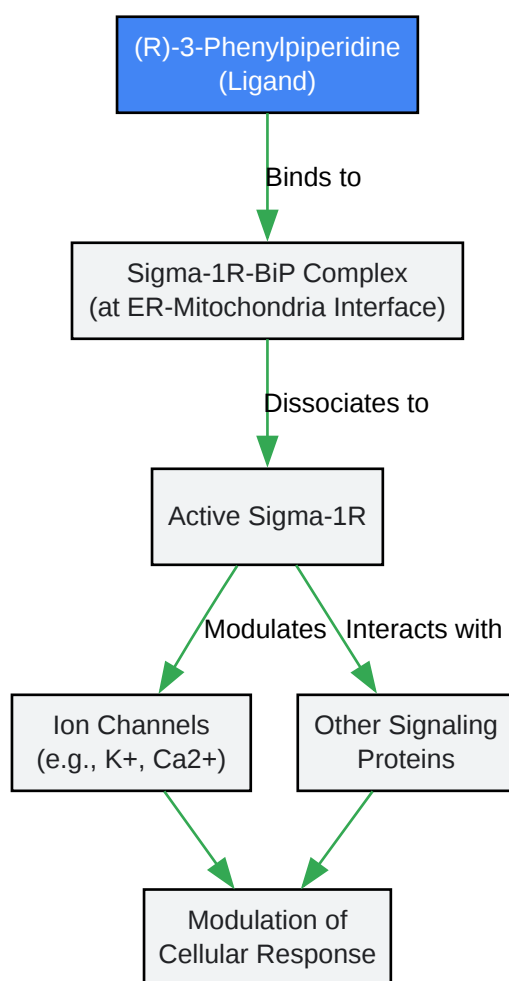 (R)-3-Phenylpiperidine
(Ligand)
Binds to
Sigma-1R-BiP Complex
(at ER-Mitochondria Interface)
Dissociates to
Active Sigma-1R
Modulates
Interacts with
Ion Channels
(e.g., K+, Ca2+)
Other Signaling
Proteins
Modulation of
Cellular Response